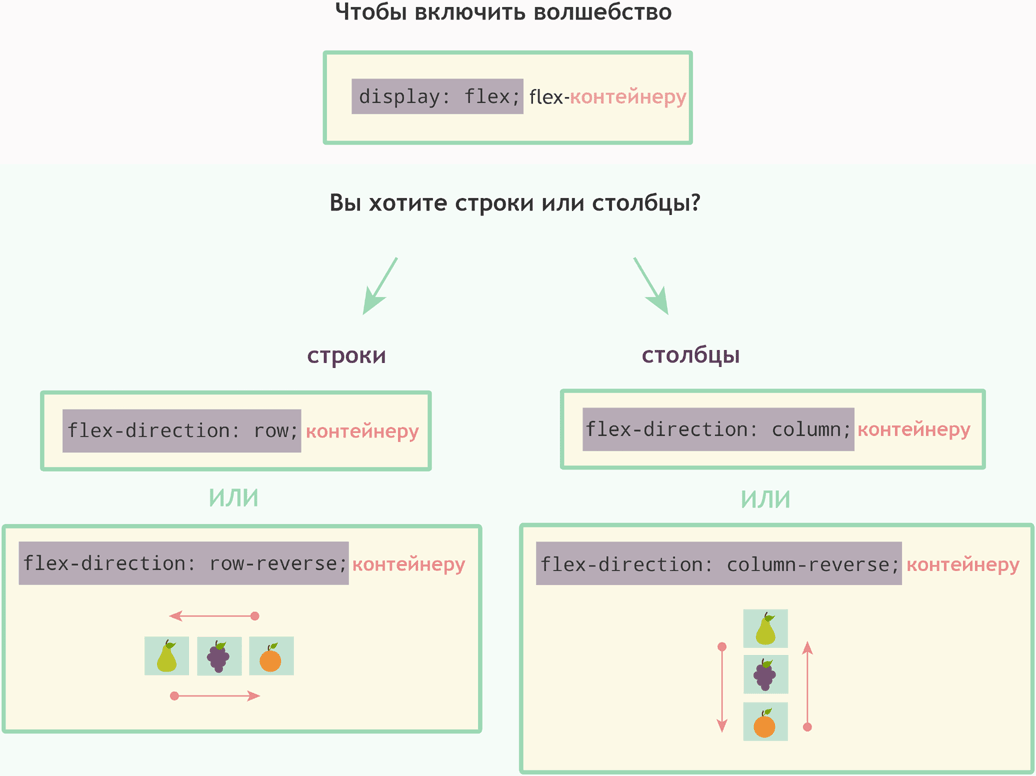 Чтобы включить волшебство
display: flex; flex-контейнеру
Вы хотите строки или столбцы?
строки
столбцы
flex-direction: row; контейнеру
flex-direction: column; контейнеру
ИЛИ
ИЛИ
flex-direction: row-reverse; контейнеру
flex-direction: column-reverse; контейнеру